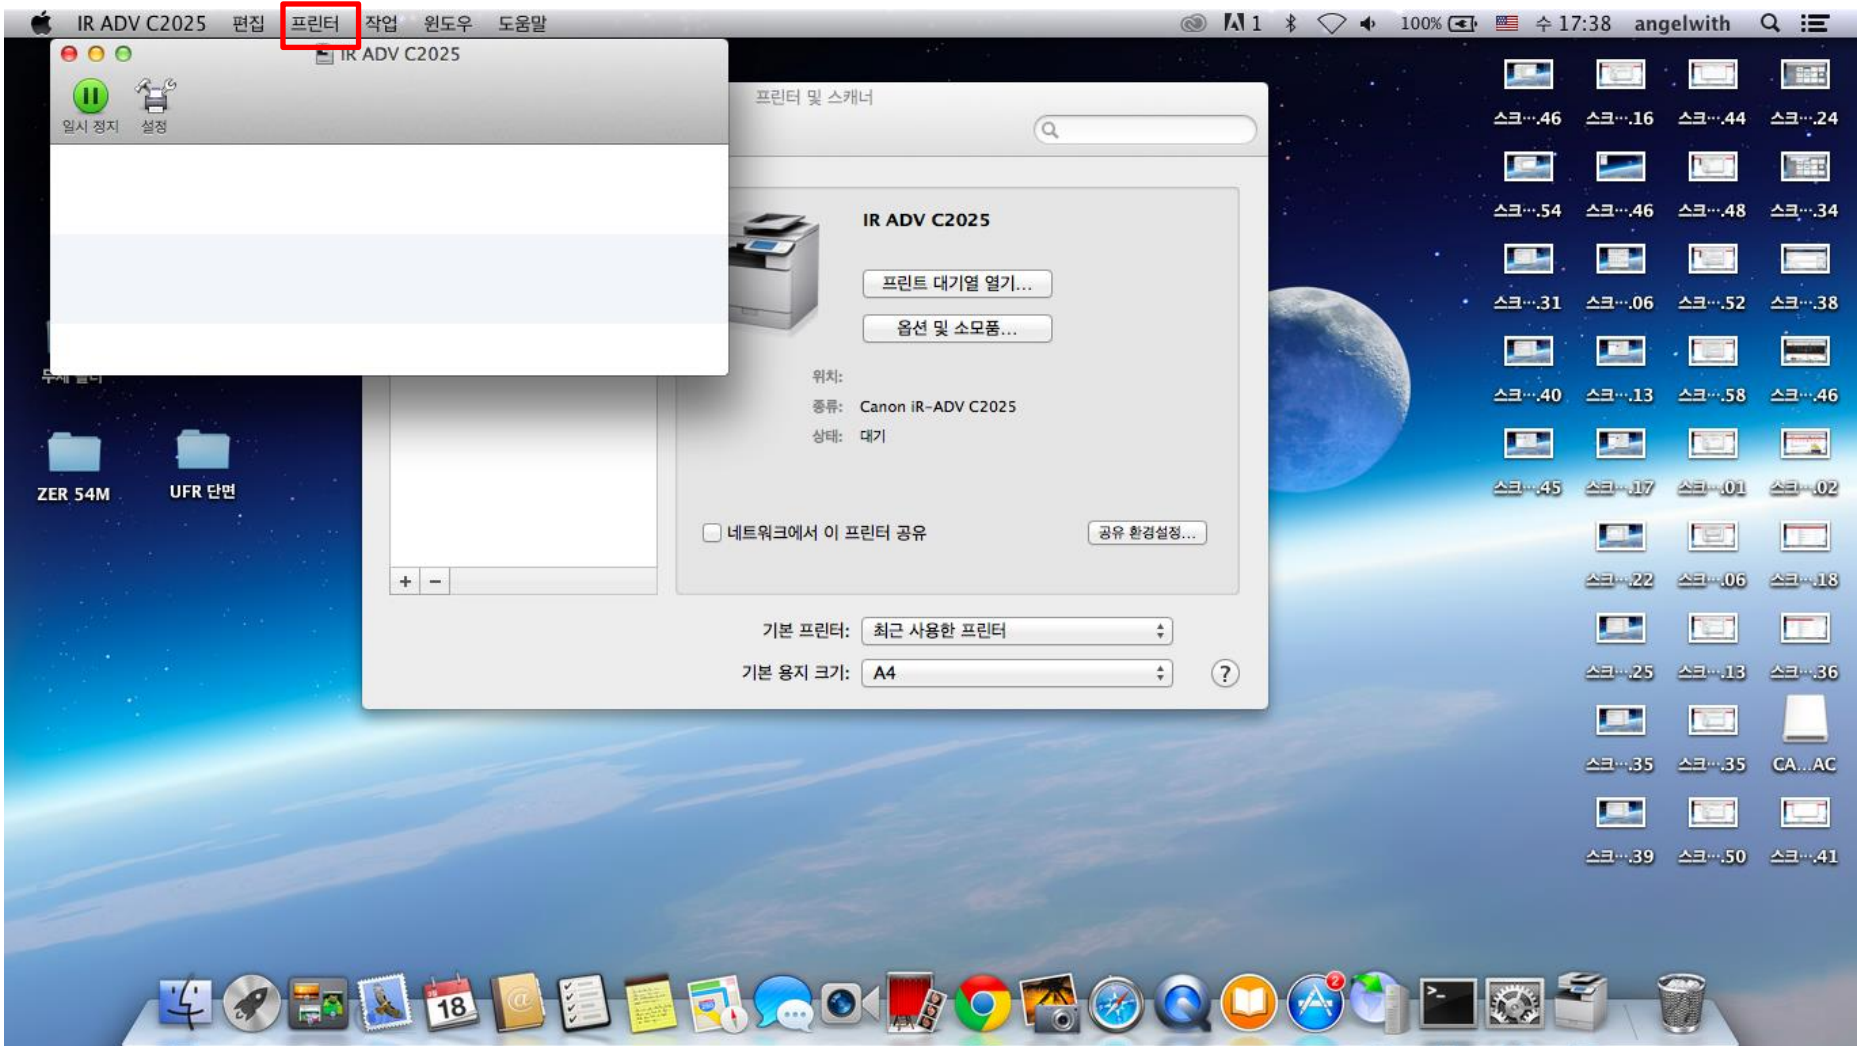 IR ADV C2025 편집 프린터 작업 윈도우 도움말 1 100% 수 17:38 angelwith
IR ADV C2025
일시 정지 설정
프린터 및 스캐너
IR ADV C2025
프린트 대기열 열기...
옵션 및 소모품...
위치:
종류: Canon iR-ADV C2025
상태: 대기
네트워크에서 이 프린터 공유 공유 환경설정...
+ −
기본 프린터: 최근 사용한 프린터
기본 용지 크기: A4 ?
ZER 54M UFR 단면
스크….46 스크….16 스크….44 스크….24
스크….54 스크….46 스크….48 스크….34
스크….31 스크….06 스크….52 스크….38
스크….40 스크….13 스크….58 스크….46
스크….45 스크….17 스크….01 스크….02
스크….22 스크….06 스크….18
스크….25 스크….13 스크….36
스크….35 스크….35 CA...AC
스크….39 스크….50 스크….41
18
2